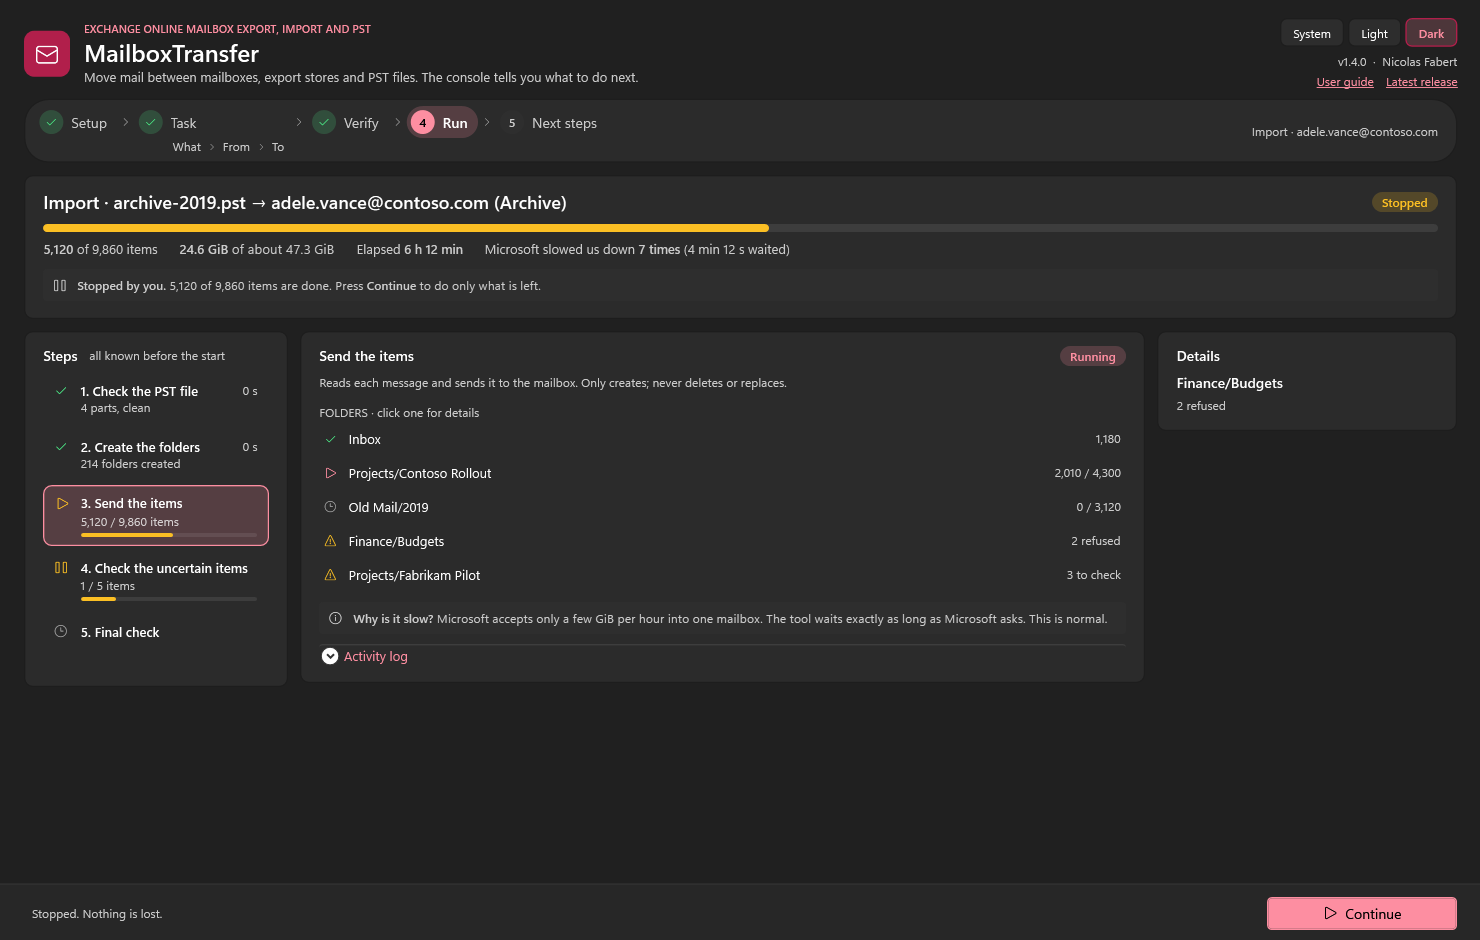 EXCHANGE ONLINE MAILBOX EXPORT, IMPORT AND PST
MailboxTransfer
Move mail between mailboxes, export stores and PST files. The console tells you what to do next.
System
Light
Dark
v1.4.0 · Nicolas Fabert
User guide
Latest release
Setup
Task
What
From
To
Verify
4 Run
5 Next steps
Import · adele.vance@contoso.com
Import · archive-2019.pst → adele.vance@contoso.com (Archive)
Stopped
5,120 of 9,860 items
24.6 GiB of about 47.3 GiB
Elapsed 6 h 12 min
Microsoft slowed us down 7 times (4 min 12 s waited)
Stopped by you. 5,120 of 9,860 items are done. Press Continue to do only what is left.
Steps
all known before the start
1. Check the PST file
0 s
4 parts, clean
2. Create the folders
0 s
214 folders created
3. Send the items
5,120 / 9,860 items
4. Check the uncertain items
1 / 5 items
5. Final check
Send the items
Running
Reads each message and sends it to the mailbox. Only creates; never deletes or replaces.
FOLDERS · click one for details
Inbox
1,180
Projects/Contoso Rollout
2,010 / 4,300
Old Mail/2019
0 / 3,120
Finance/Budgets
2 refused
Projects/Fabrikam Pilot
3 to check
Why is it slow? Microsoft accepts only a few GiB per hour into one mailbox. The tool waits exactly as long as Microsoft asks. This is normal.
Activity log
Details
Finance/Budgets
2 refused
Stopped. Nothing is lost.
Continue